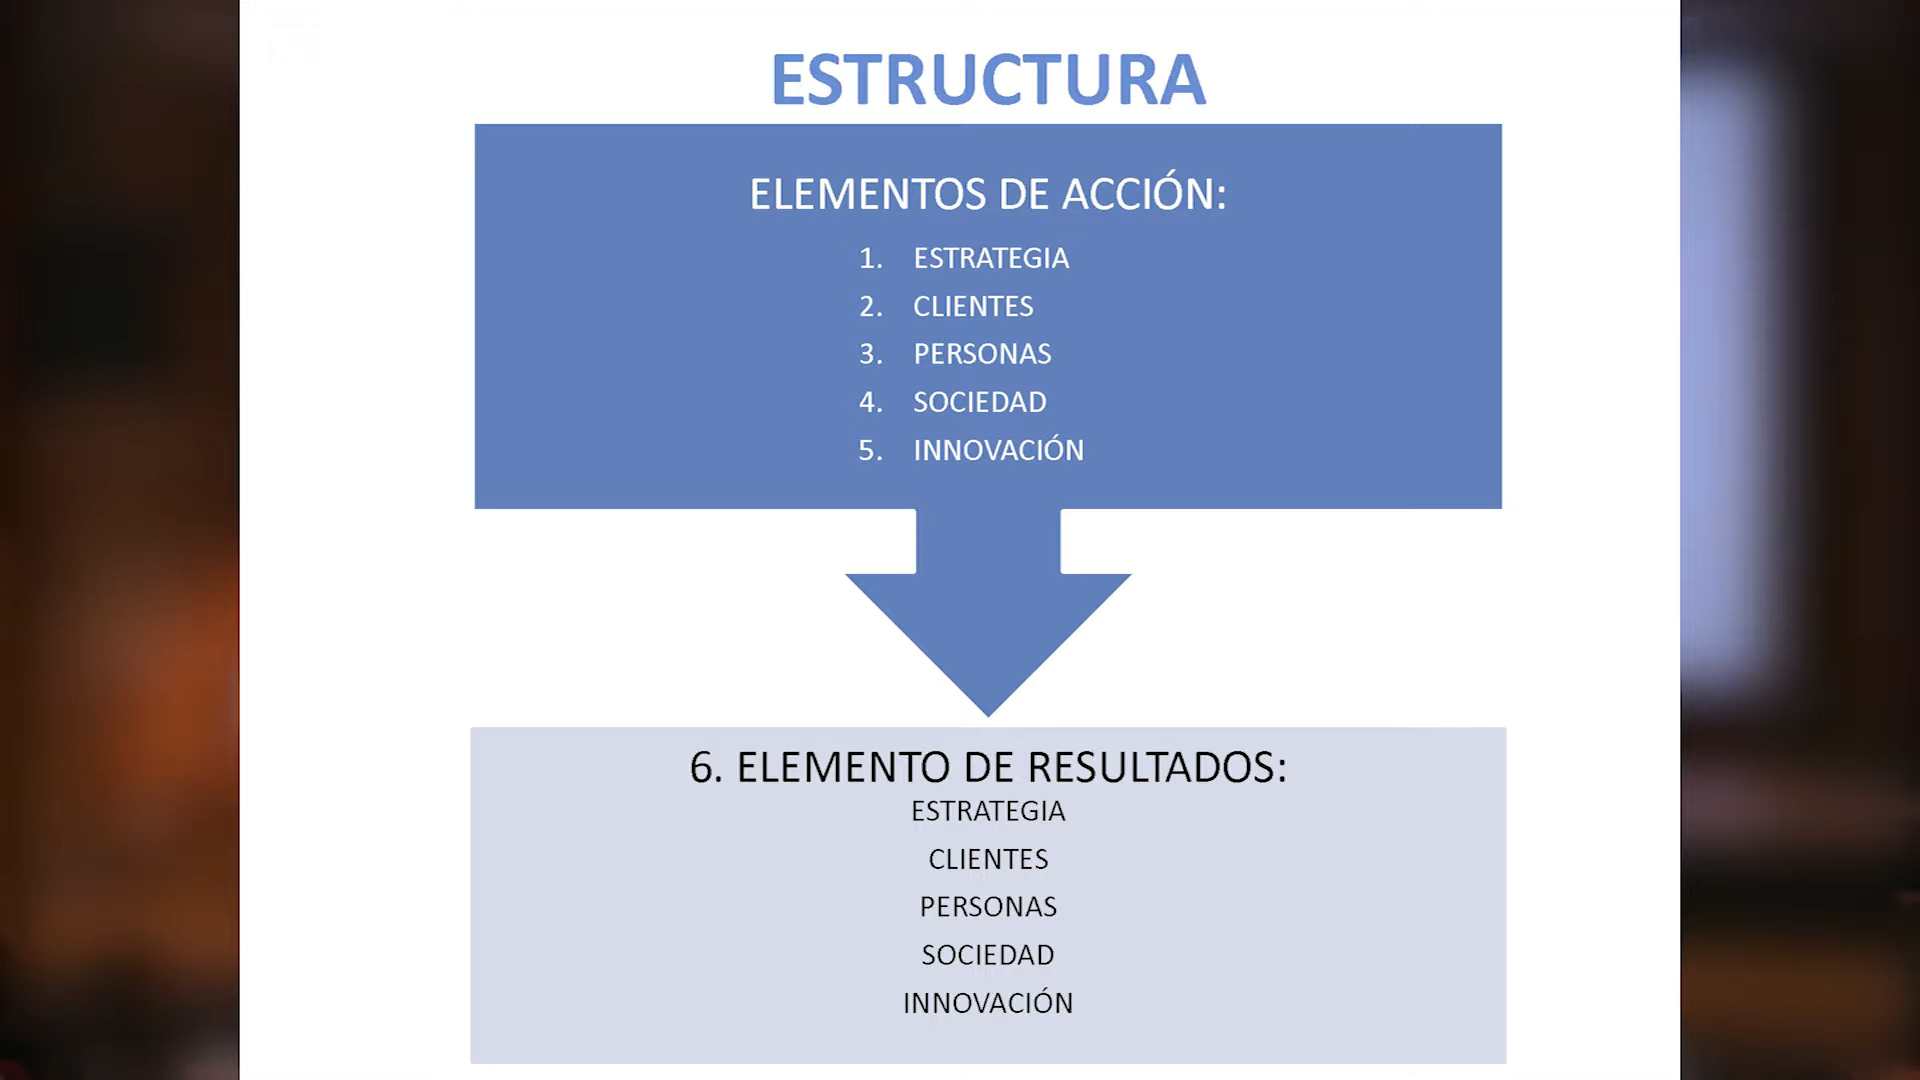 ESTRUCTURA
ELEMENTOS DE ACCIÓN:
1. ESTRATEGIA
2. CLIENTES
3. PERSONAS
4. SOCIEDAD
5. INNOVACIÓN
6. ELEMENTO DE RESULTADOS:
ESTRATEGIA
CLIENTES
PERSONAS
SOCIEDAD
INNOVACIÓN